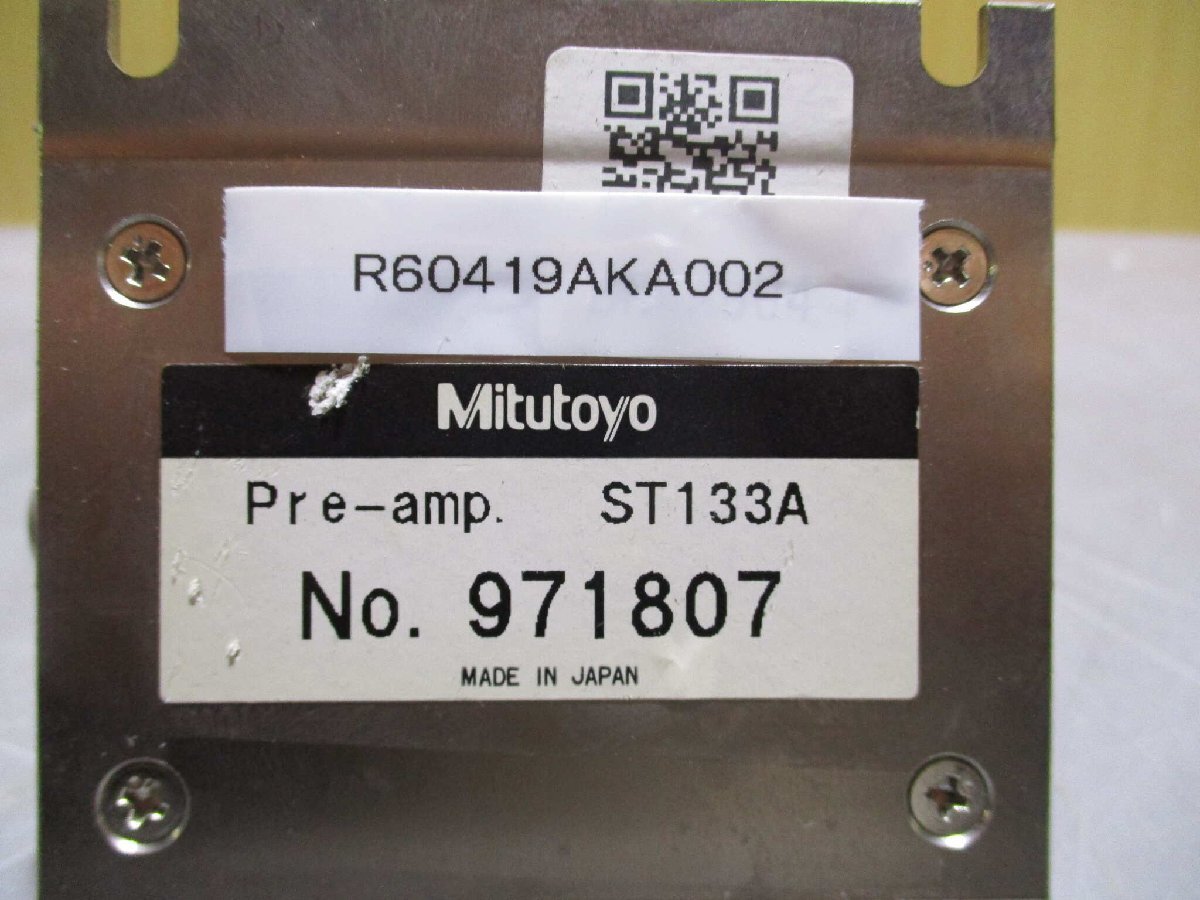 R60419AKA002
Mitutoyo
Pre-amp. ST133A
No. 971807
MADE IN JAPAN